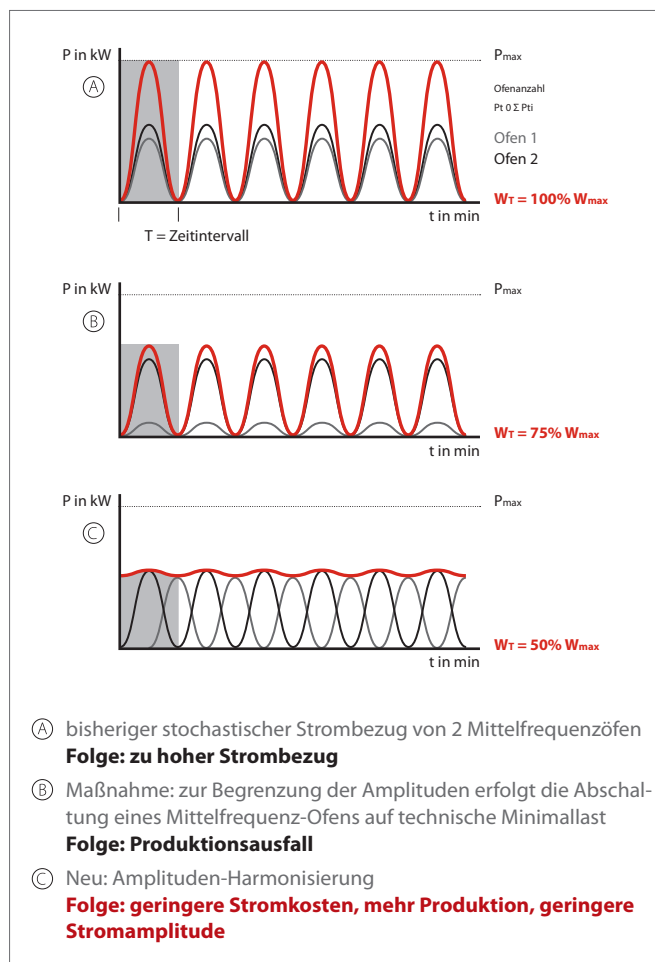 P in kW
Pmax
A
Ofenanzahl
Pt 0 Σ Pti
Ofen 1
Ofen 2
WT = 100% Wmax
t in min
T = Zeitintervall
P in kW
Pmax
B
WT = 75% Wmax
t in min
P in kW
Pmax
C
WT = 50% Wmax
t in min
A bisheriger stochastischer Strombezug von 2 Mittelfrequenzöfen
Folge: zu hoher Strombezug
B Maßnahme: zur Begrenzung der Amplituden erfolgt die Abschal-
tung eines Mittelfrequenz-Ofens auf technische Minimallast
Folge: Produktionsausfall
C Neu: Amplituden-Harmonisierung
Folge: geringere Stromkosten, mehr Produktion, geringere
Stromamplitude